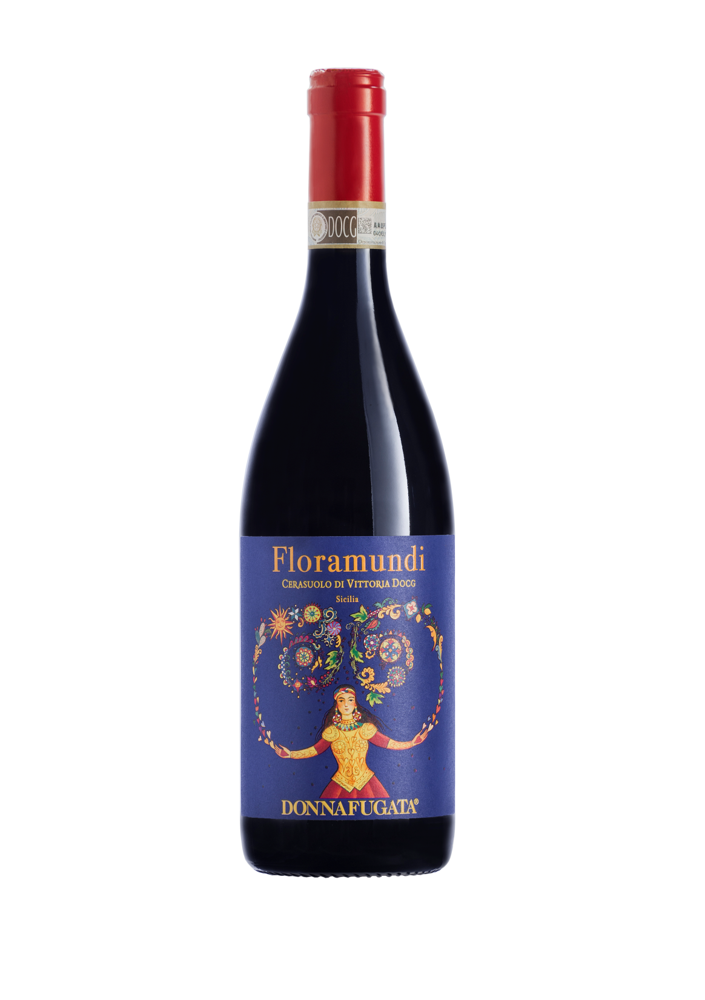 DOCG
Floramundi
CERASUOLO DI VITTORIA DOCG
Sicilia
DONNAFUGATA®